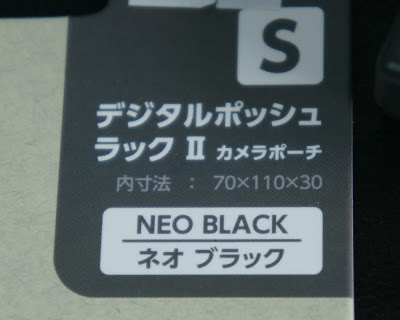 S
デジタルポッシュ
ラック II カメラポーチ
内寸法 : 70×110×30
NEO BLACK
ネオ ブラック